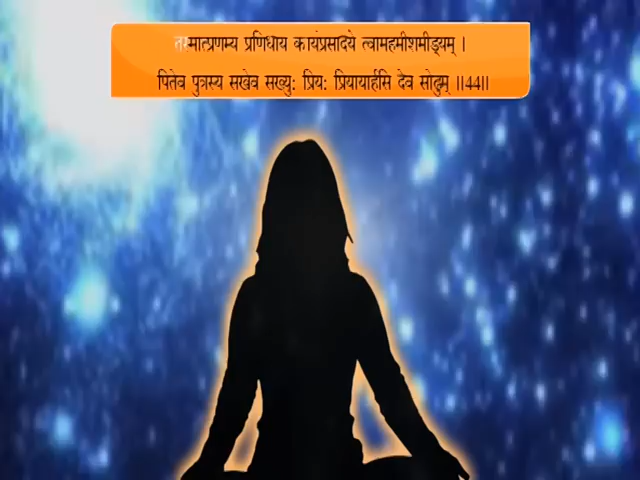 तस्मात्प्रणम्य प्रणिधाय कायंप्रसादये त्वामहमीशमीड्यम् ।
पितेव पुत्रस्य सखेव सख्युः प्रियः प्रियायार्हसि देव सोढुम् ।।44।।